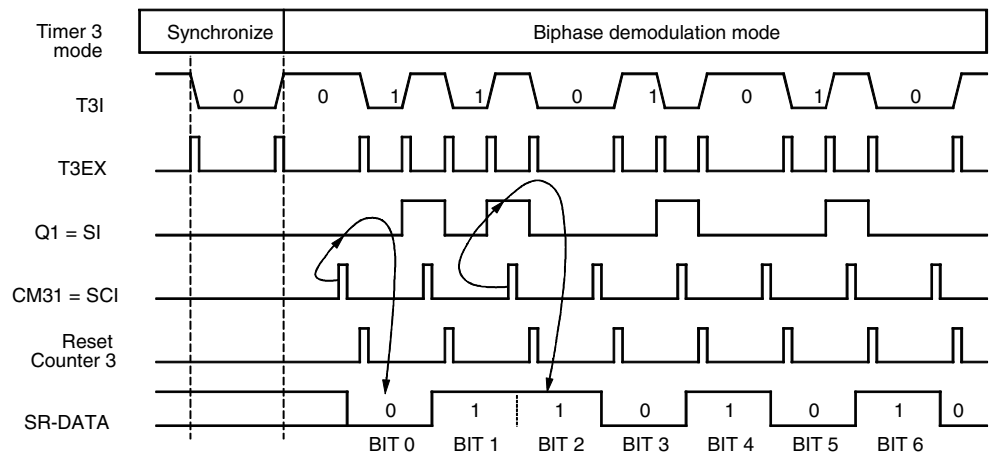 Timer 3 mode Synchronize Biphase demodulation mode
T3I 0 0 1 1 0 1 0 1 0
T3EX
Q1 = SI
CM31 = SCI
Reset
Counter 3
SR-DATA 0 1 1 0 1 0 1 0
BIT 0 BIT 1 BIT 2 BIT 3 BIT 4 BIT 5 BIT 6